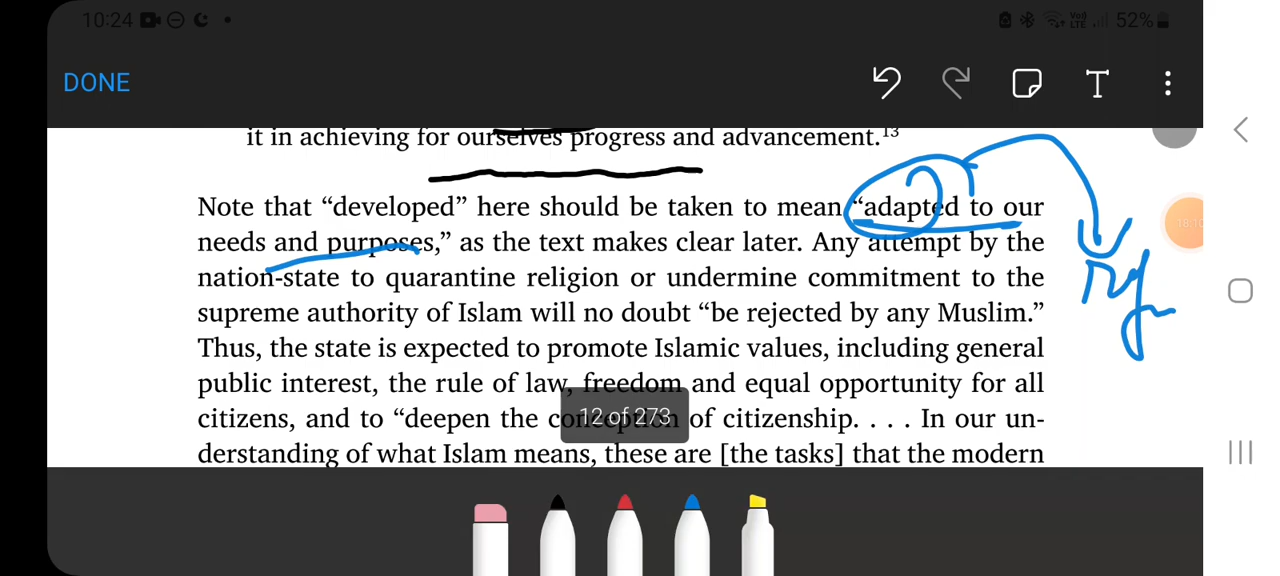 10:24 52%
DONE
T
it in achieving for ourselves progress and advancement.¹³
Note that “developed” here should be taken to mean “adapted to our
needs and purposes,” as the text makes clear later. Any attempt by the
nation-state to quarantine religion or undermine commitment to the
supreme authority of Islam will no doubt “be rejected by any Muslim.”
Thus, the state is expected to promote Islamic values, including general
public interest, the rule of law, freedom and equal opportunity for all
citizens, and to “deepen the conception of citizenship. . . . In our un-
12 of 273
derstanding of what Islam means, these are [the tasks] that the modern
18:10